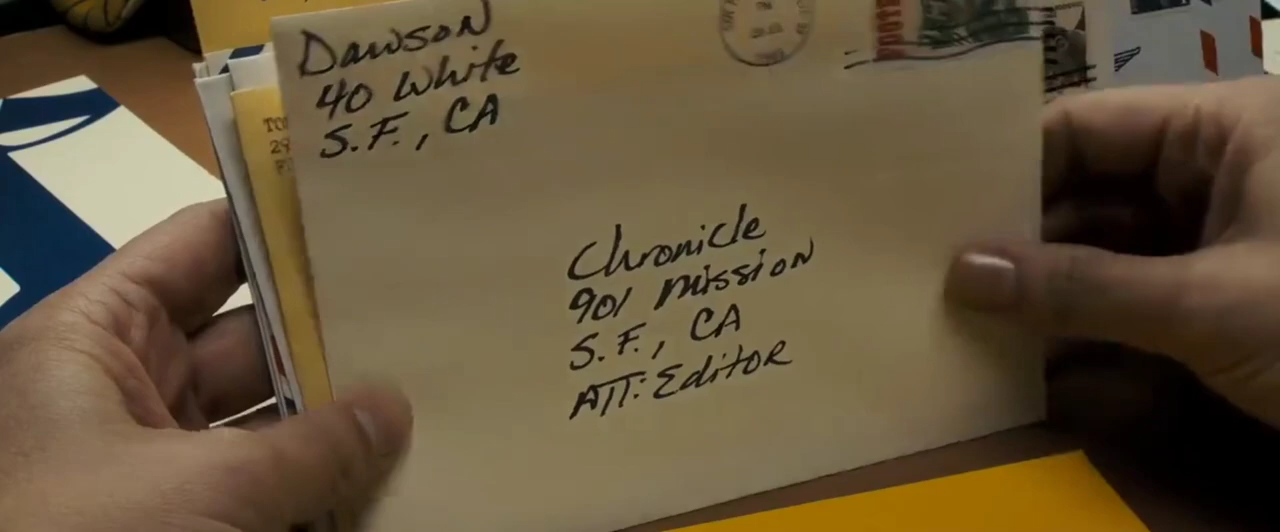 Dawson
40 White
S.F., CA
Chronicle
901 Mission
S.F., CA
ATT: Editor